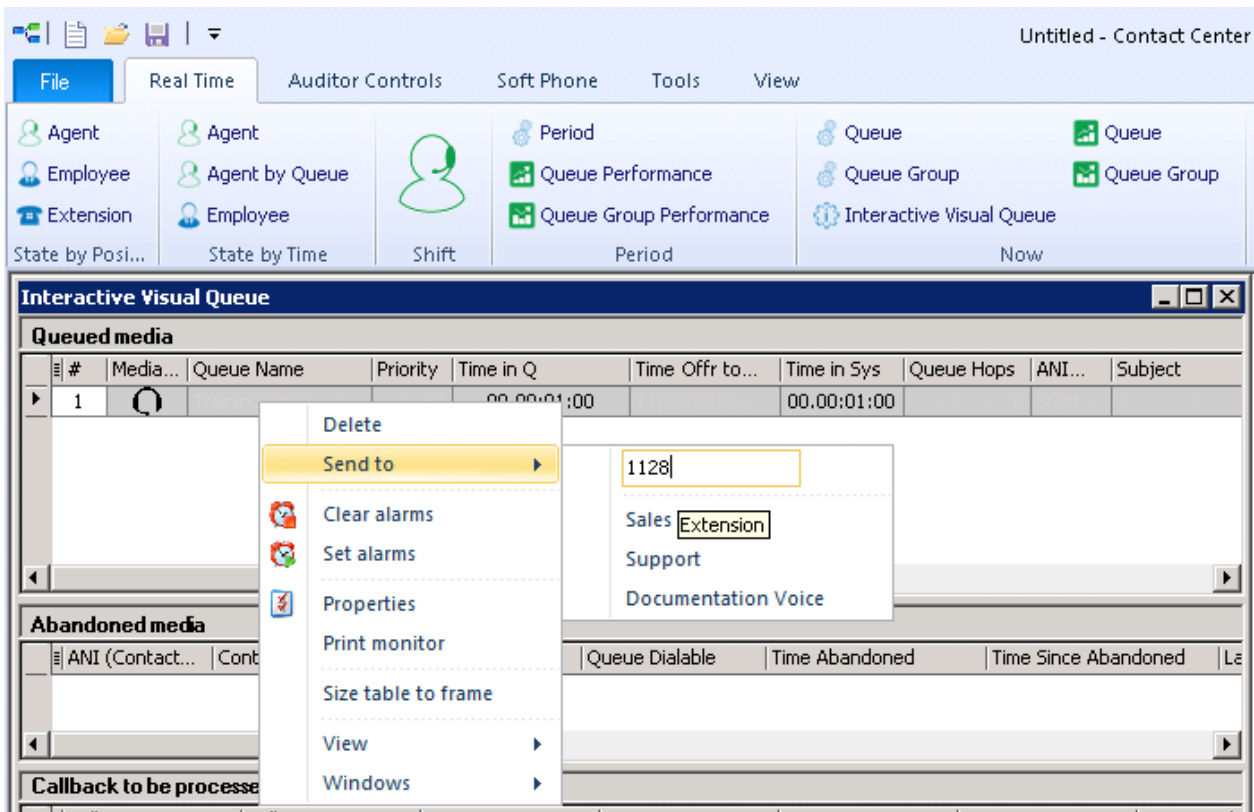 Untitled - Contact Center
File Real Time Auditor Controls Soft Phone Tools View
Agent Agent Period Queue Queue
Employee Agent by Queue Queue Performance Queue Group Queue Group
Extension Employee Queue Group Performance Interactive Visual Queue
State by Posi... State by Time Shift Period Now
Interactive Visual Queue
Queued media
# Media... Queue Name Priority Time in Q Time Offr to... Time in Sys Queue Hops ANI... Subject
1 00.00:01:00 00.00:01:00
Delete
Send to
Clear alarms
Set alarms
Properties
Print monitor
Size table to frame
View
Windows
1128
Sales
Extension
Support
Documentation Voice
Abandoned media
ANI (Contact... Cont Queue Dialable Time Abandoned Time Since Abandoned La
Callback to be processe